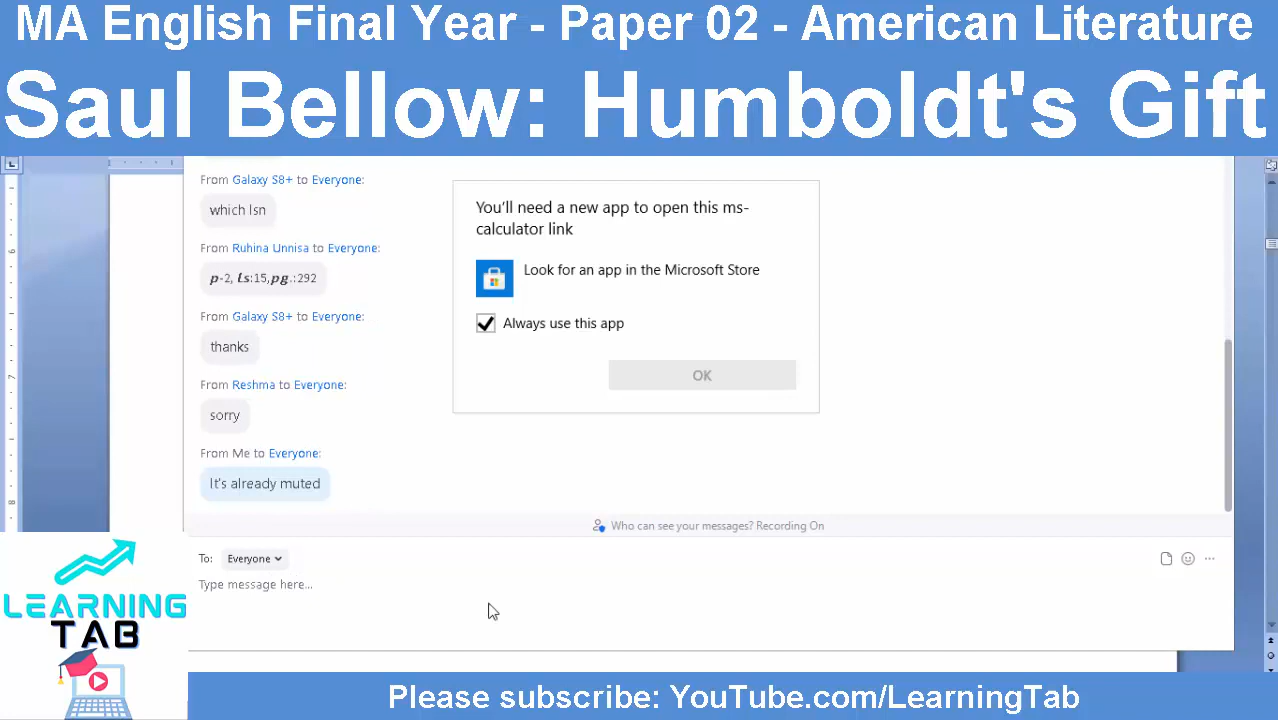 MA English Final Year - Paper 02 - American Literature
Saul Bellow: Humboldt's Gift
From Galaxy S8+ to Everyone:
which lsn
From Ruhina Unnisa to Everyone:
p-2, ls:15,pg.:292
From Galaxy S8+ to Everyone:
thanks
From Reshma to Everyone:
sorry
From Me to Everyone:
It's already muted
You'll need a new app to open this ms-
calculator link
Look for an app in the Microsoft Store
Always use this app
OK
Who can see your messages? Recording On
To: Everyone
Type message here...
6
7
8
LEARNING
TAB
Please subscribe: YouTube.com/LearningTab